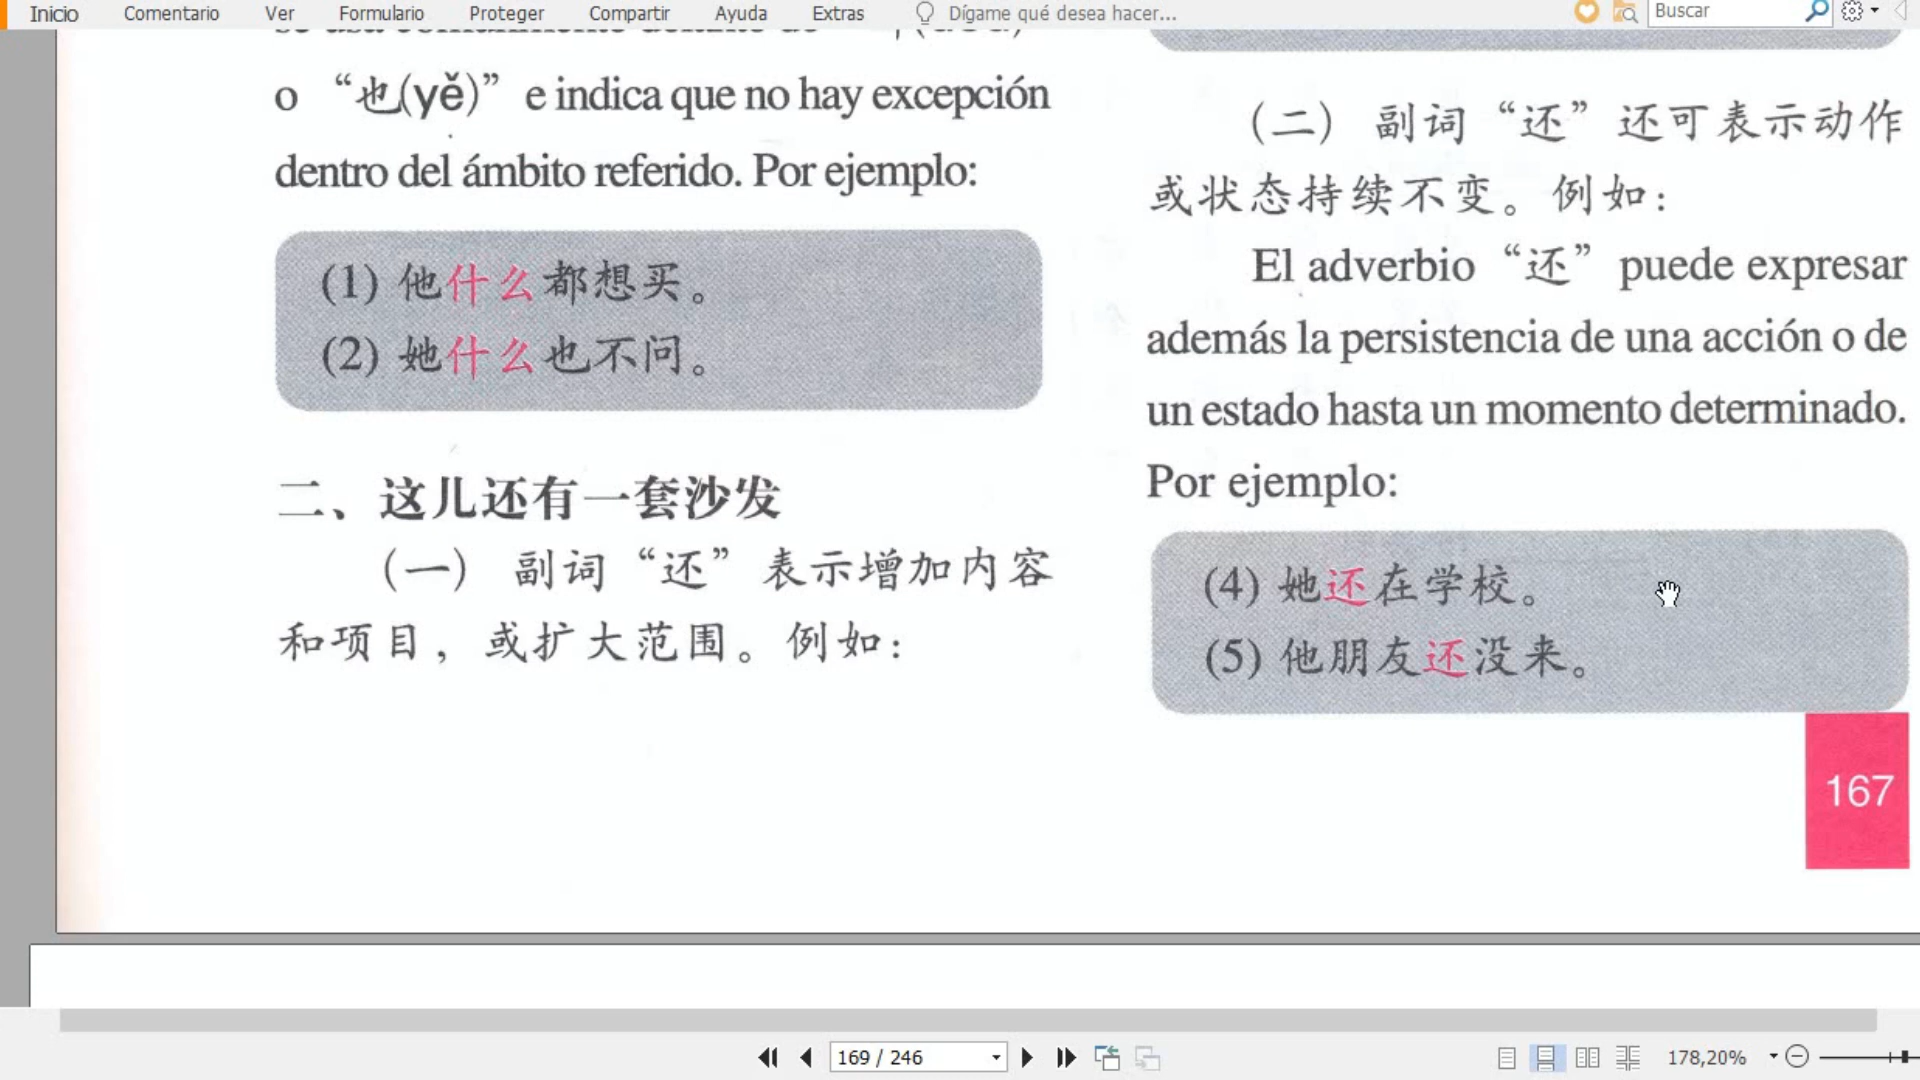 Inicio Comentario Ver Formulario Proteger Compartir Ayuda Extras Dígame qué desea hacer... Buscar
o “也(yě)” e indica que no hay excepción
dentro del ámbito referido. Por ejemplo:
(1) 他什么都想买。
(2) 她什么也不问。
二、这儿还有一套沙发
(一) 副词“还”表示增加内容
和项目，或扩大范围。例如：
(二) 副词“还”还可表示动作
或状态持续不变。例如：
El adverbio “还” puede expresar
además la persistencia de una acción o de
un estado hasta un momento determinado.
Por ejemplo:
(4) 她还在学校。
(5) 他朋友还没来。
167
169 / 246
178,20%